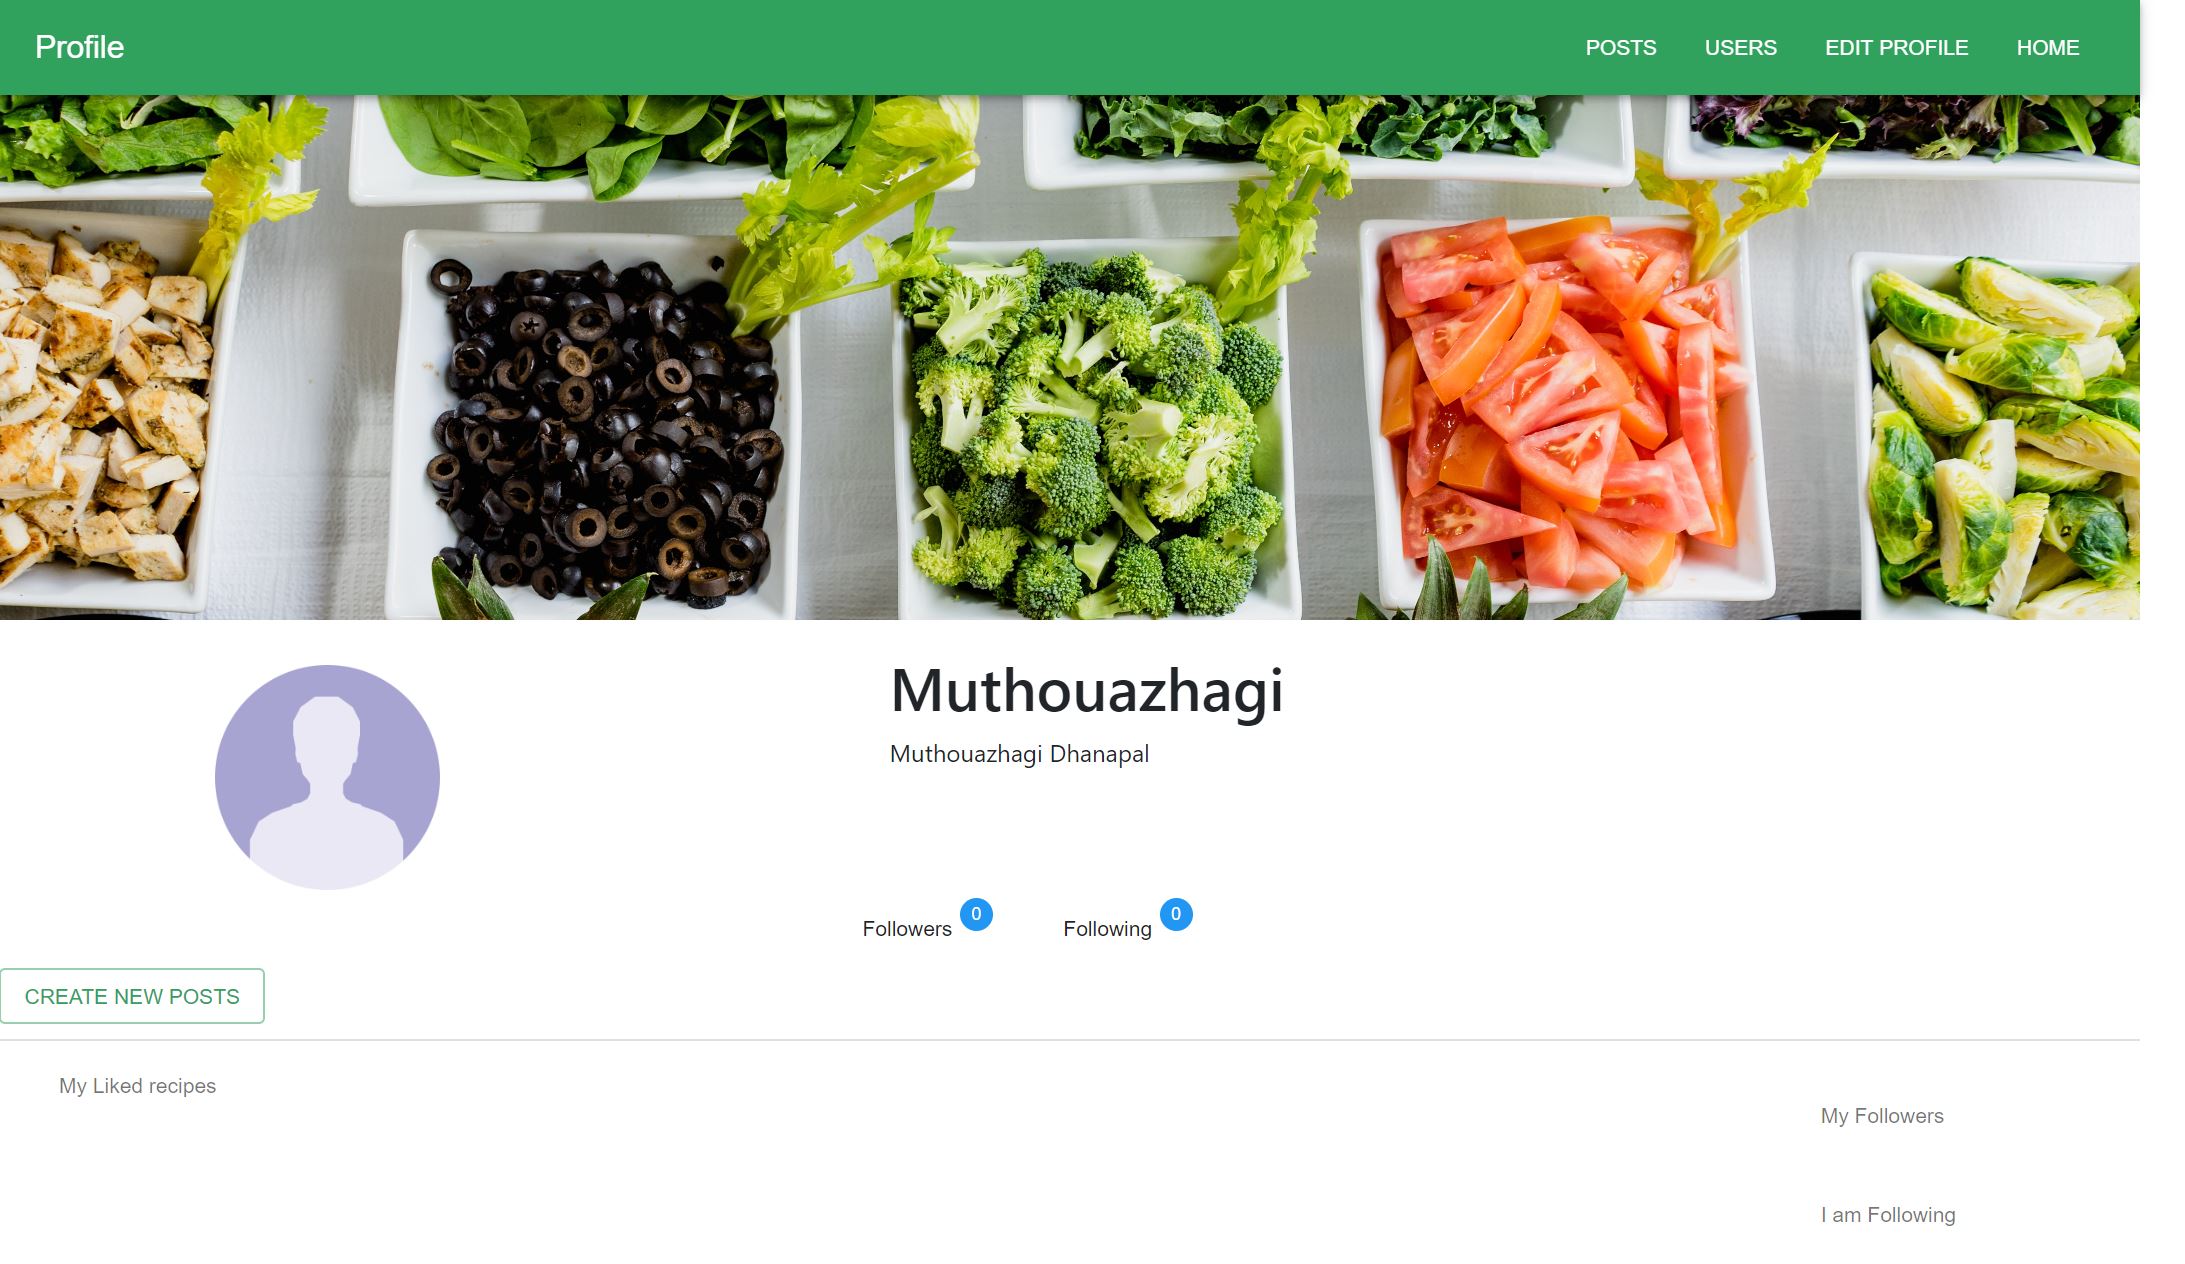 Profile
POSTS USERS EDIT PROFILE HOME
Muthouazhagi
Muthouazhagi Dhanapal
Followers 0 Following 0
CREATE NEW POSTS
My Liked recipes
My Followers
I am Following